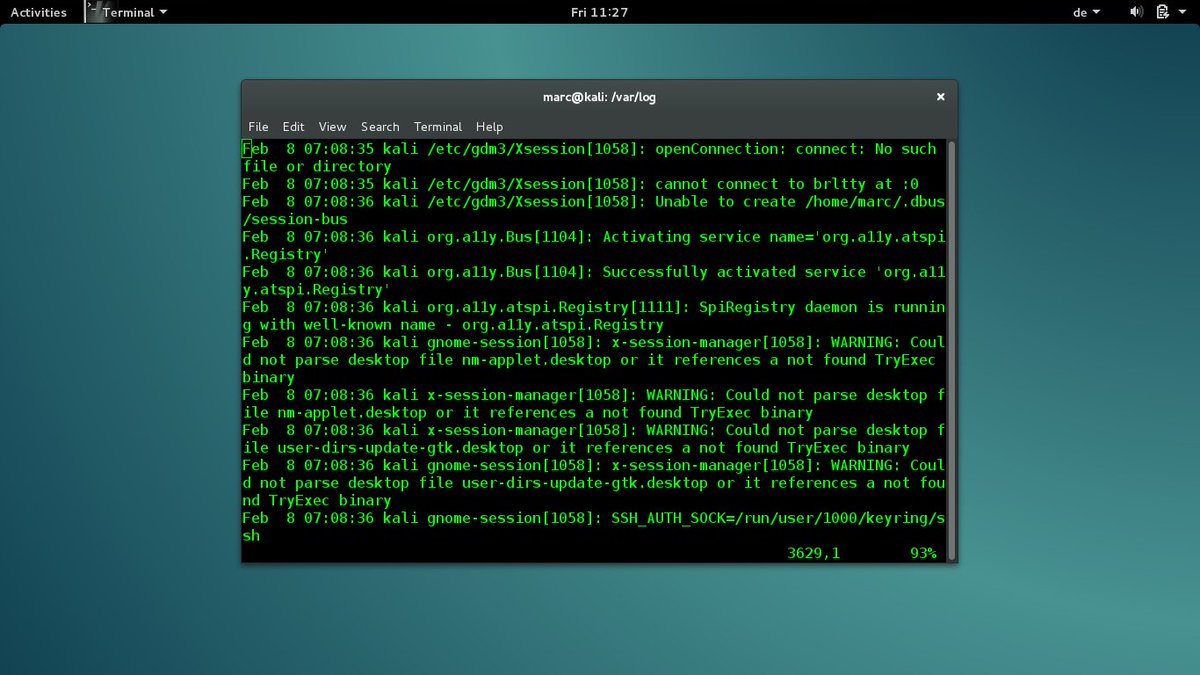 Activities
Terminal
Fri 11:27
de
marc@kali: /var/log
File Edit View Search Terminal Help
Feb  8 07:08:35 kali /etc/gdm3/Xsession[1058]: openConnection: connect: No such
file or directory
Feb  8 07:08:35 kali /etc/gdm3/Xsession[1058]: cannot connect to brltty at :0
Feb  8 07:08:36 kali /etc/gdm3/Xsession[1058]: Unable to create /home/marc/.dbus
/session-bus
Feb  8 07:08:36 kali org.a11y.Bus[1104]: Activating service name='org.a11y.atspi
.Registry'
Feb  8 07:08:36 kali org.a11y.Bus[1104]: Successfully activated service 'org.a11
y.atspi.Registry'
Feb  8 07:08:36 kali org.a11y.atspi.Registry[1111]: SpiRegistry daemon is runnin
g with well-known name - org.a11y.atspi.Registry
Feb  8 07:08:36 kali gnome-session[1058]: x-session-manager[1058]: WARNING: Coul
d not parse desktop file nm-applet.desktop or it references a not found TryExec
binary
Feb  8 07:08:36 kali x-session-manager[1058]: WARNING: Could not parse desktop f
ile nm-applet.desktop or it references a not found TryExec binary
Feb  8 07:08:36 kali x-session-manager[1058]: WARNING: Could not parse desktop f
ile user-dirs-update-gtk.desktop or it references a not found TryExec binary
Feb  8 07:08:36 kali gnome-session[1058]: x-session-manager[1058]: WARNING: Coul
d not parse desktop file user-dirs-update-gtk.desktop or it references a not fou
nd TryExec binary
Feb  8 07:08:36 kali gnome-session[1058]: SSH_AUTH_SOCK=/run/user/1000/keyring/s
sh
3629,1 93%